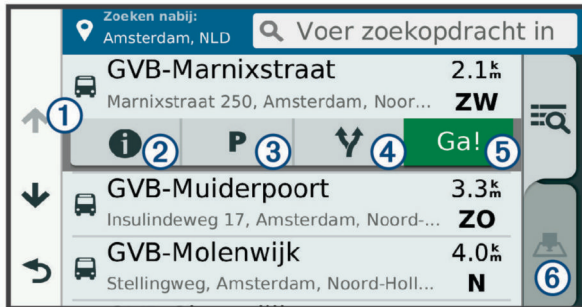 Zoeken nabij:
Amsterdam, NLD
Voer zoekopdracht in
GVB-Marnixstraat 2.1 km
Marnixstraat 250, Amsterdam, Noor... ZW
1
2 P 3 4 Ga! 5
GVB-Muiderpoort 3.3 km
Insulindeweg 17, Amsterdam, Noord-... ZO
GVB-Molenwijk 4.0 km
Stellingweg, Amsterdam, Noord-Holl... N
6